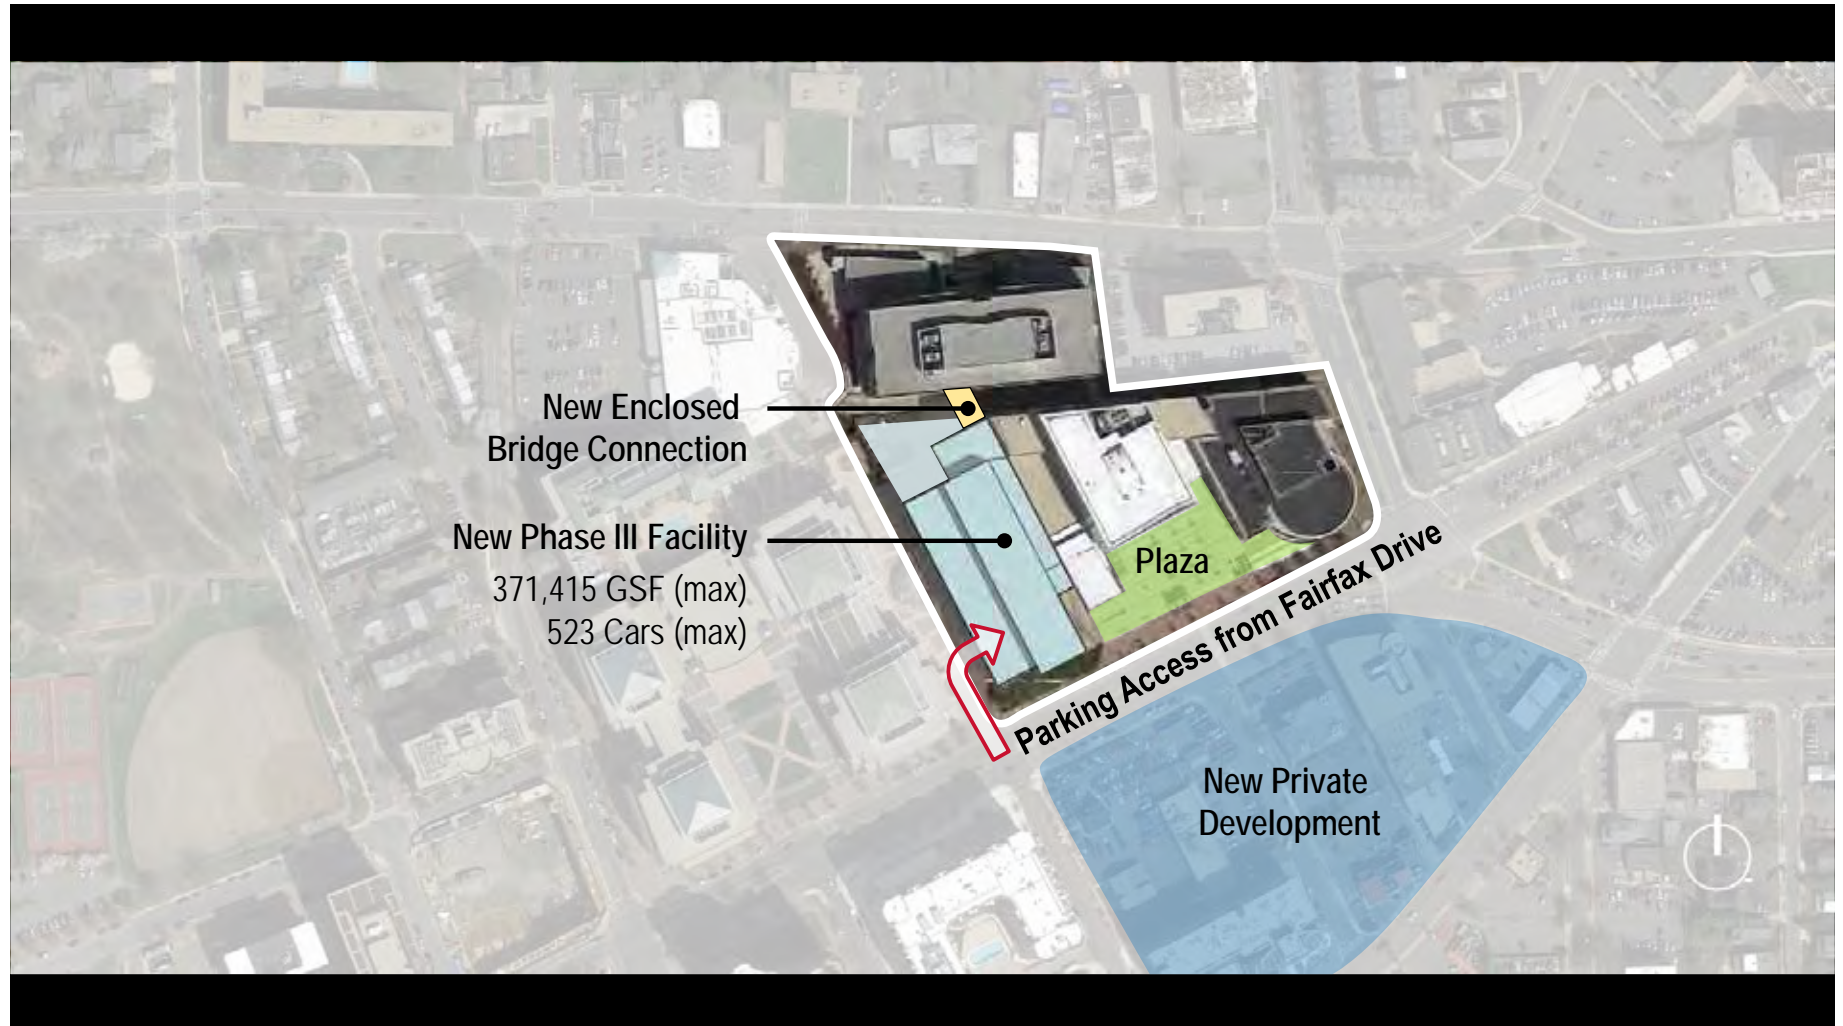 New Enclosed
Bridge Connection
New Phase III Facility
371,415 GSF (max)
523 Cars (max)
Plaza
Parking Access from Fairfax Drive
New Private
Development